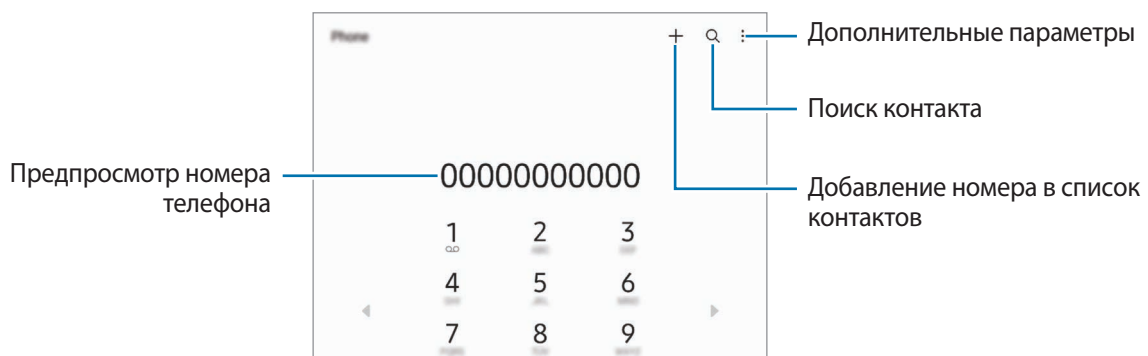 Phone
Дополнительные параметры
Поиск контакта
Предпросмотр номера
телефона
00000000000
Добавление номера в список
контактов
1 2 3
4 5 6
7 8 9